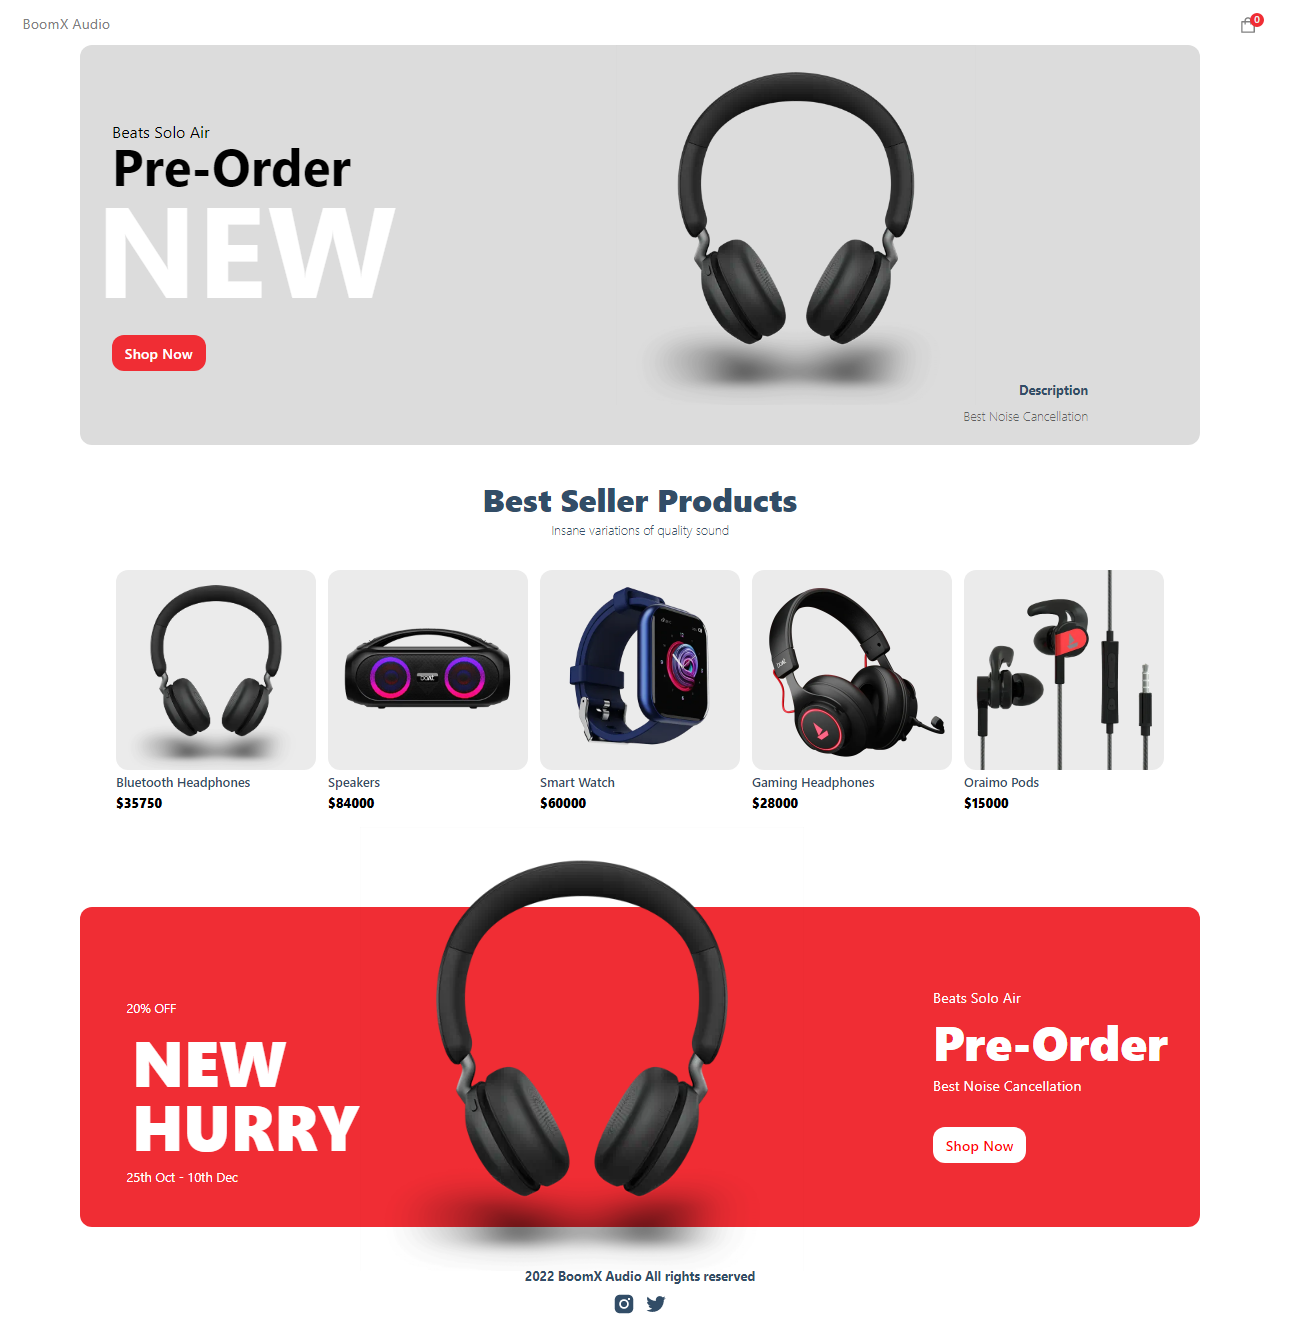 BoomX Audio
0
Beats Solo Air
Pre-Order
NEW
Shop Now
Description
Best Noise Cancellation
Best Seller Products
Insane variations of quality sound
Bluetooth Headphones
$35750
Speakers
$84000
Smart Watch
$60000
Gaming Headphones
$28000
Oraimo Pods
$15000
20% OFF
NEW
HURRY
25th Oct - 10th Dec
Beats Solo Air
Pre-Order
Best Noise Cancellation
Shop Now
2022 BoomX Audio All rights reserved